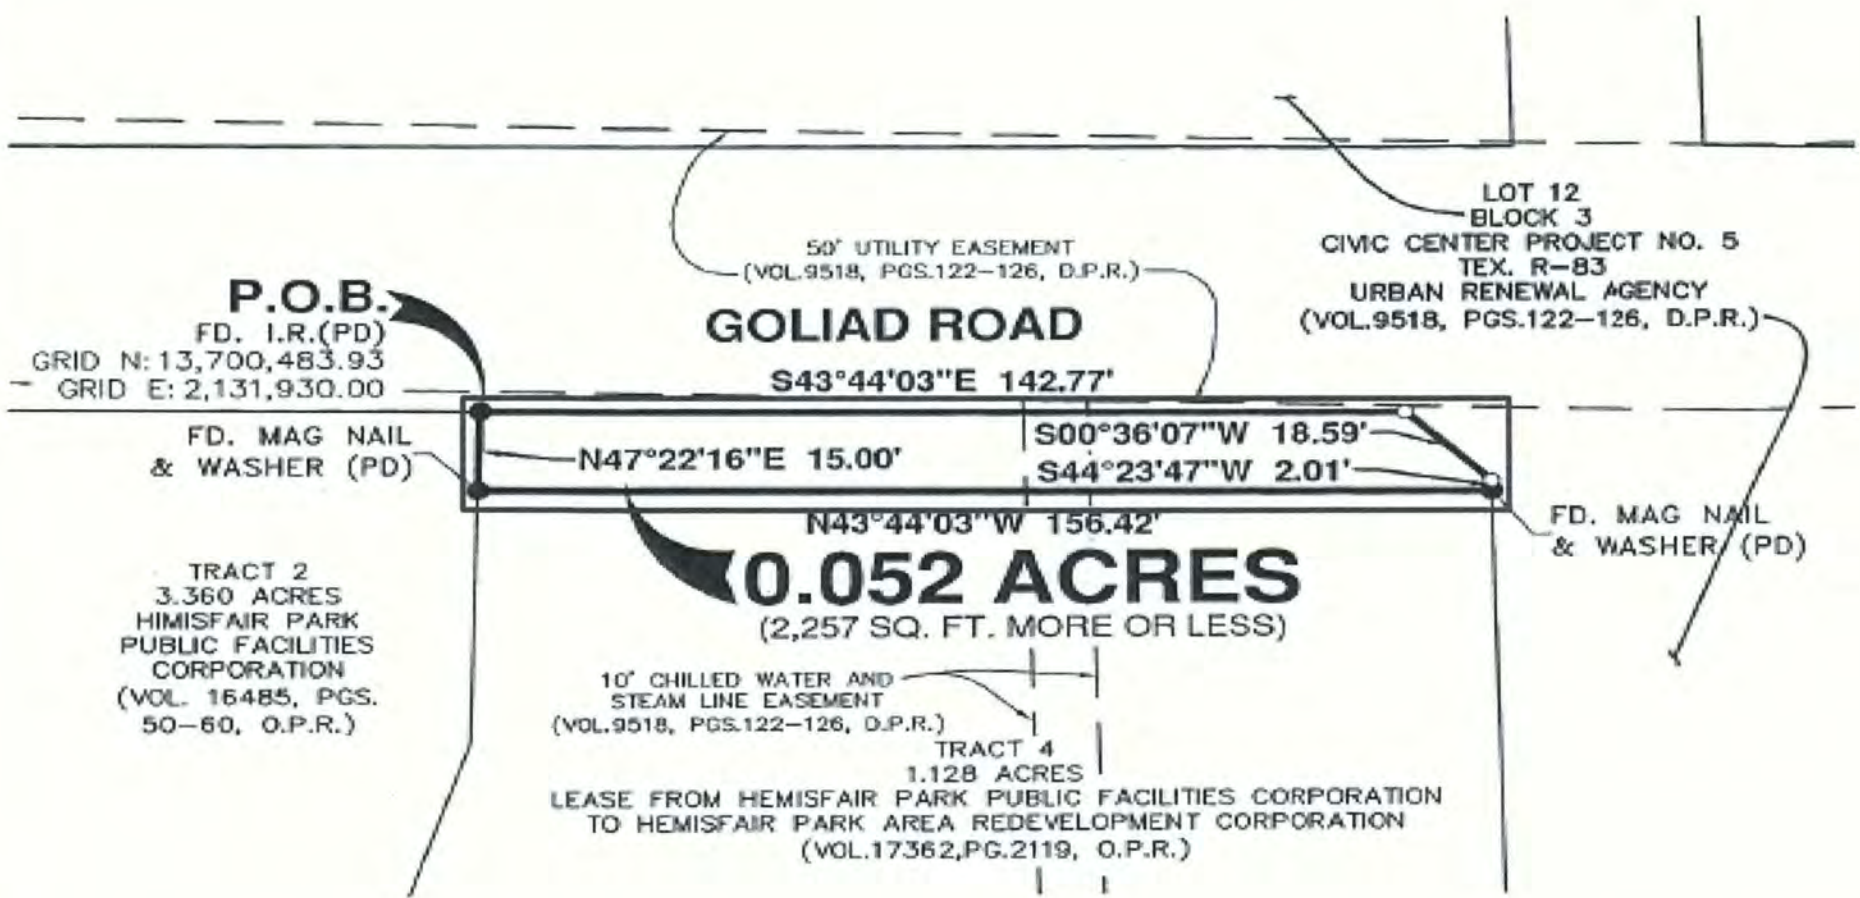 LOT 12
BLOCK 3
CIVIC CENTER PROJECT NO. 5
TEX. R-83
URBAN RENEWAL AGENCY
(VOL.9518, PGS.122-126, D.P.R.)
50' UTILITY EASEMENT
(VOL.9518, PGS.122-126, D.P.R.)
P.O.B.
FD. I.R.(PD)
GRID N: 13,700,483.93
GRID E: 2,131,930.00
GOLIAD ROAD
S43°44'03"E 142.77'
FD. MAG NAIL
& WASHER (PD)
N47°22'16"E 15.00'
S00°36'07"W 18.59'
S44°23'47"W 2.01'
N43°44'03"W 156.42'
FD. MAG NAIL
& WASHER (PD)
0.052 ACRES
(2,257 SQ. FT. MORE OR LESS)
TRACT 2
3.360 ACRES
HIMISFAIR PARK
PUBLIC FACILITIES
CORPORATION
(VOL. 16485, PGS.
50-60, O.P.R.)
10' CHILLED WATER AND
STEAM LINE EASEMENT
(VOL.9518, PGS.122-126, D.P.R.)
TRACT 4
1.128 ACRES
LEASE FROM HEMISFAIR PARK PUBLIC FACILITIES CORPORATION
TO HEMISFAIR PARK AREA REDEVELOPMENT CORPORATION
(VOL.17362,PG.2119, O.P.R.)